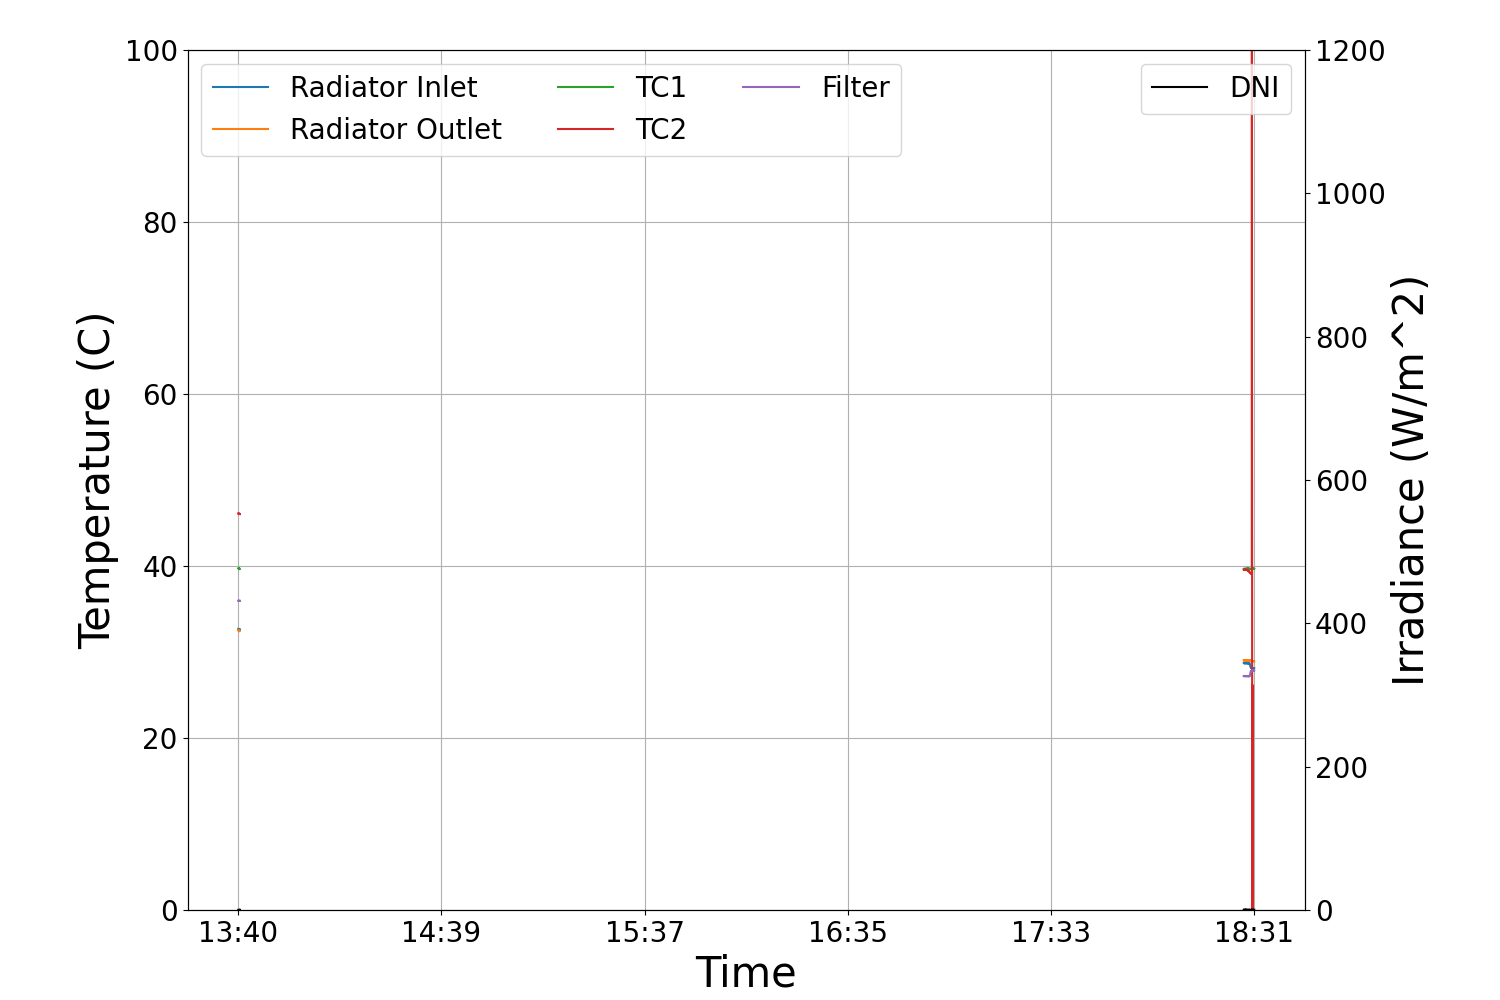 100
80
60
40
20
0
Temperature (C)
Radiator Inlet
Radiator Outlet
TC1
TC2
Filter
DNI
1200
1000
800
600
400
200
0
Irradiance (W/m^2)
13:40 14:39 15:37 16:35 17:33 18:31
Time